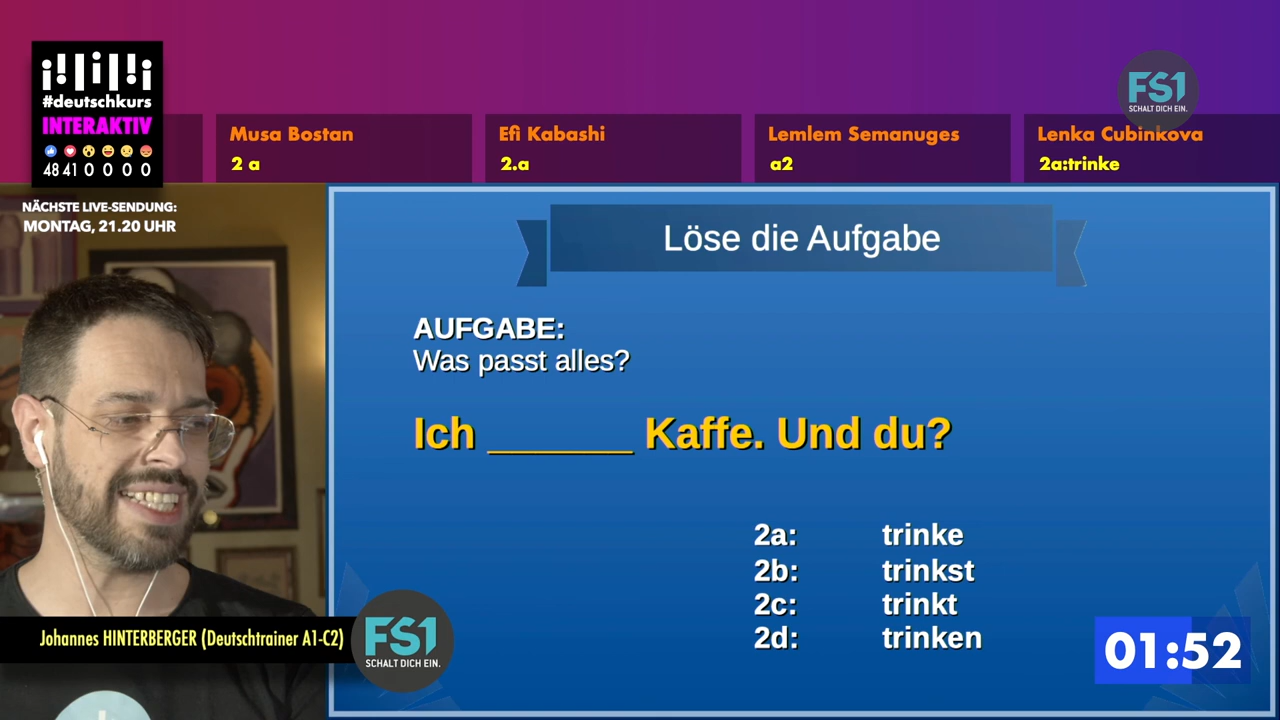 #deutschkurs
INTERAKTIV
48 41 0 0 0 0
FS1
SCHALT DICH EIN.
Musa Bostan
2 a
Efi Kabashi
2.a
Lemlem Semanuges
a2
Lenka Cubinkova
2a:trinke
NÄCHSTE LIVE-SENDUNG:
MONTAG, 21.20 UHR
Löse die Aufgabe
AUFGABE:
Was passt alles?
Ich ______ Kaffe. Und du?
2a: trinke
2b: trinkst
2c: trinkt
2d: trinken
Johannes HINTERBERGER (Deutschtrainer A1-C2)
FS1
SCHALT DICH EIN.
01:52